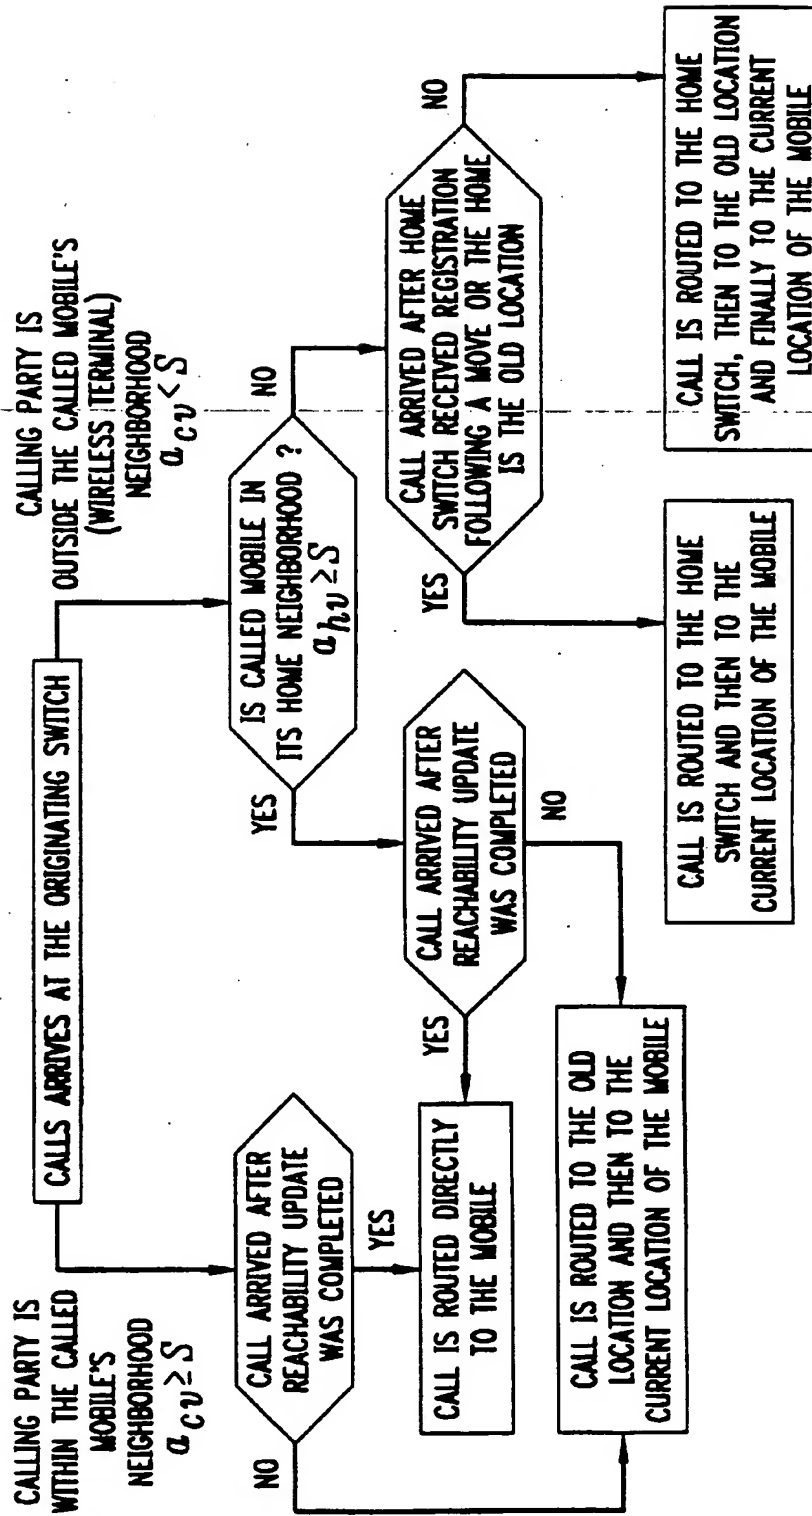 CALLS ARRIVES AT THE ORIGINATING SWITCH
CALLING PARTY IS
WITHIN THE CALLED
MOBILE'S
NEIGHBORHOOD
a_cv ≥ S
CALLING PARTY IS
OUTSIDE THE CALLED MOBILE'S
(WIRELESS TERMINAL)
NEIGHBORHOOD
a_cv < S
CALL ARRIVED AFTER
REACHABILITY UPDATE
WAS COMPLETED
NO
YES
IS CALLED MOBILE IN
ITS HOME NEIGHBORHOOD ?
a_hv ≥ S
YES
NO
CALL ARRIVED AFTER
REACHABILITY UPDATE
WAS COMPLETED
YES
NO
CALL ARRIVED AFTER HOME
SWITCH RECEIVED REGISTRATION
FOLLOWING A MOVE OR THE HOME
IS THE OLD LOCATION
YES
NO
CALL IS ROUTED DIRECTLY
TO THE MOBILE
CALL IS ROUTED TO THE OLD
LOCATION AND THEN TO THE
CURRENT LOCATION OF THE MOBILE
CALL IS ROUTED TO THE HOME
SWITCH AND THEN TO THE
CURRENT LOCATION OF THE MOBILE
CALL IS ROUTED TO THE HOME
SWITCH, THEN TO THE OLD LOCATION
AND FINALLY TO THE CURRENT
LOCATION OF THE MOBILE